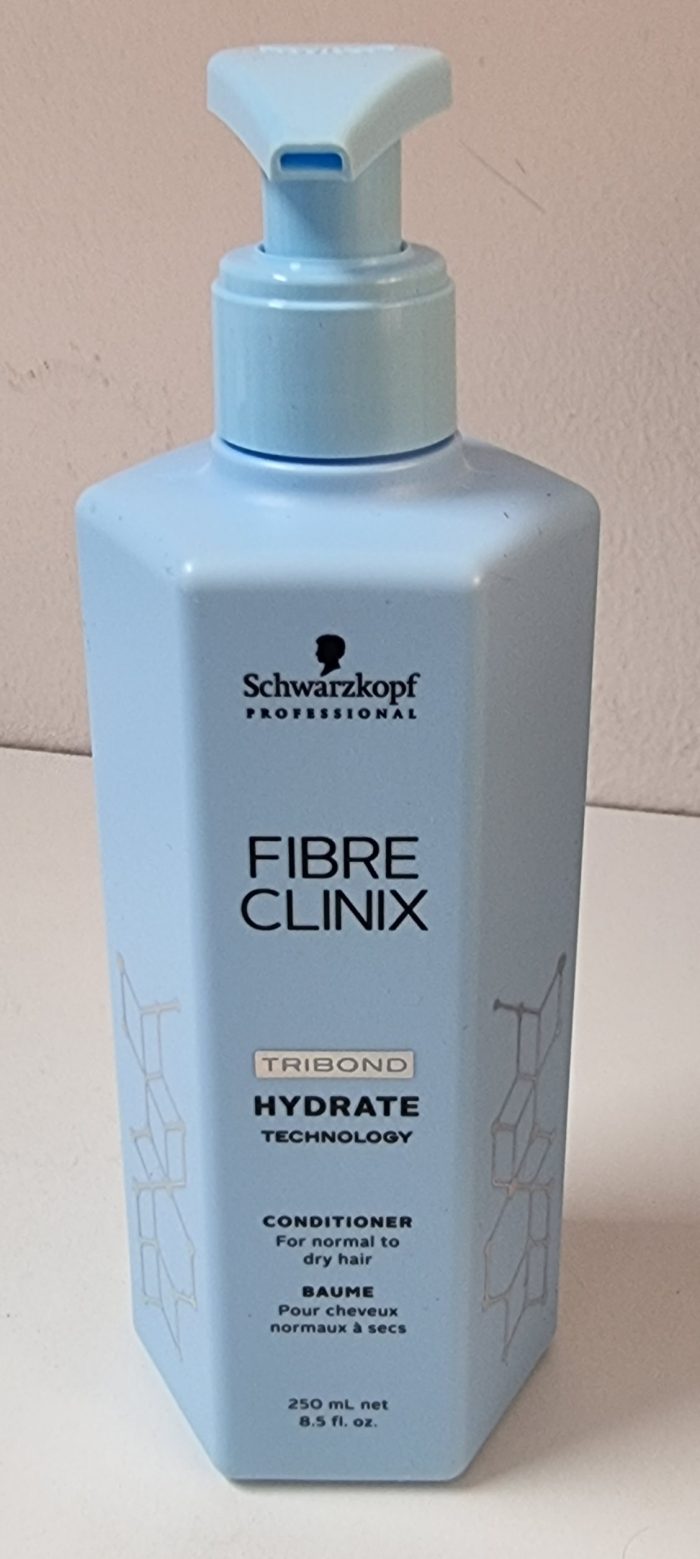 Schwarzkopf
PROFESSIONAL
FIBRE
CLINIX
TRIBOND
HYDRATE
TECHNOLOGY
CONDITIONER
For normal to
dry hair
BAUME
Pour cheveux
normaux à secs
250 mL net
8.5 fl. oz.